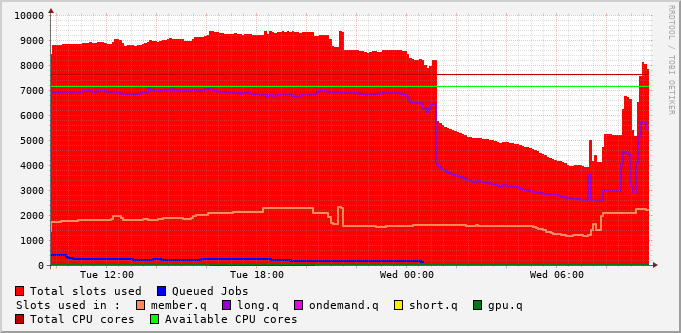 10000
9000
8000
7000
6000
5000
4000
3000
2000
1000
0
Tue 12:00 Tue 18:00 Wed 00:00 Wed 06:00
Total slots used Queued Jobs
Slots used in : member.q long.q ondemand.q short.q gpu.q
Total CPU cores Available CPU cores
RRDTOOL / TOBI OETIKER